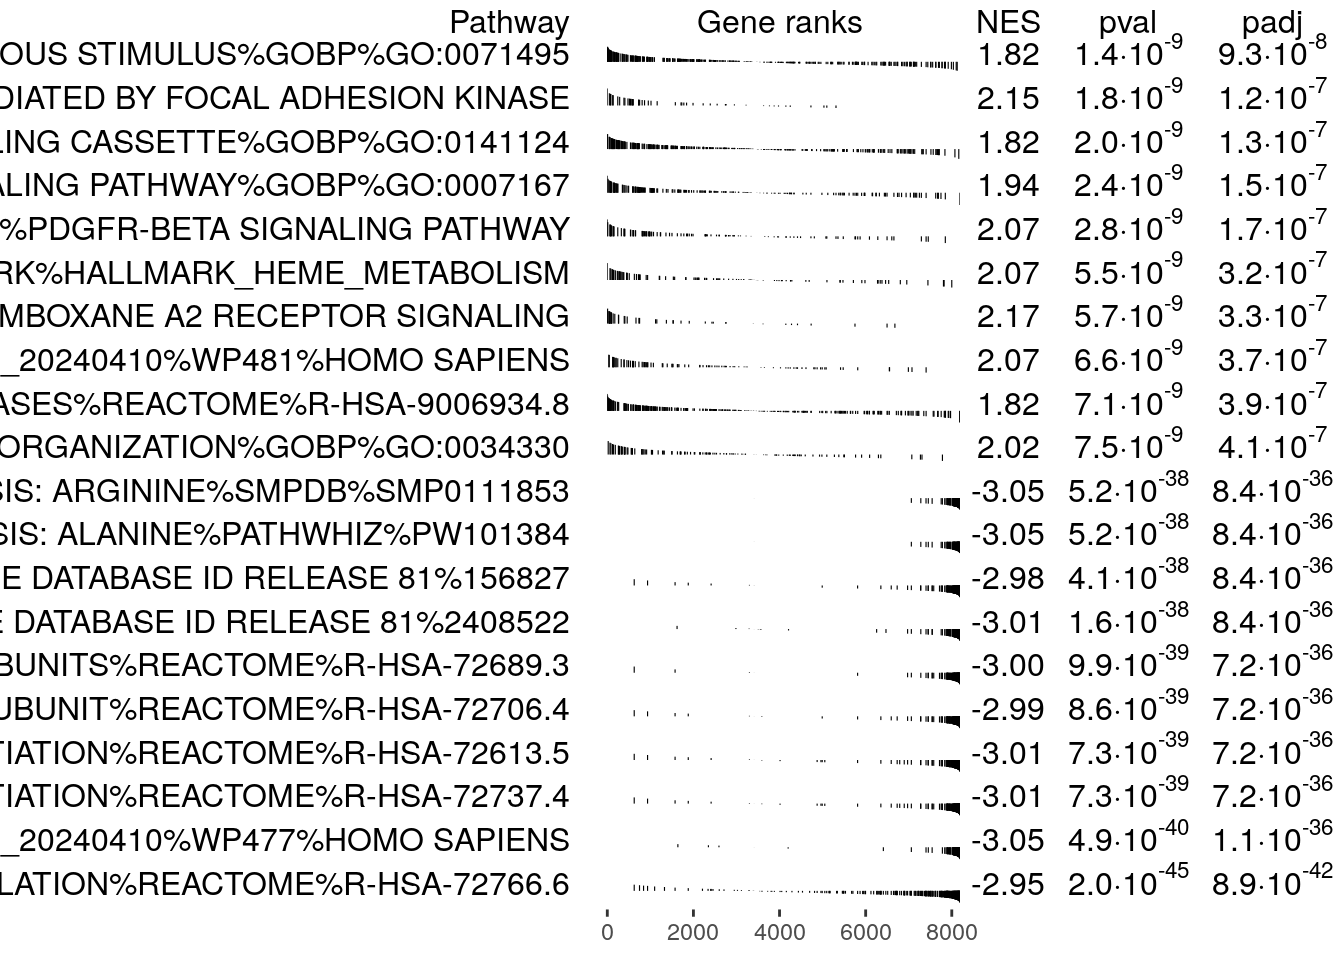 Pathway Gene ranks NES pval padj
OUS STIMULUS%GOBP%GO:0071495 1.82 1.4·10-9 9.3·10-8
DIATED BY FOCAL ADHESION KINASE 2.15 1.8·10-9 1.2·10-7
LING CASSETTE%GOBP%GO:0141124 1.82 2.0·10-9 1.3·10-7
ALING PATHWAY%GOBP%GO:0007167 1.94 2.4·10-9 1.5·10-7
%PDGFR-BETA SIGNALING PATHWAY 2.07 2.8·10-9 1.7·10-7
RK%HALLMARK_HEME_METABOLISM 2.07 5.5·10-9 3.2·10-7
MBOXANE A2 RECEPTOR SIGNALING 2.17 5.7·10-9 3.3·10-7
_20240410%WP481%HOMO SAPIENS 2.07 6.6·10-9 3.7·10-7
ASES%REACTOME%R-HSA-9006934.8 1.82 7.1·10-9 3.9·10-7
ORGANIZATION%GOBP%GO:0034330 2.02 7.5·10-9 4.1·10-7
SIS: ARGININE%SMPDB%SMP0111853 -3.05 5.2·10-38 8.4·10-36
SIS: ALANINE%PATHWHIZ%PW101384 -3.05 5.2·10-38 8.4·10-36
E DATABASE ID RELEASE 81%156827 -2.98 4.1·10-38 8.4·10-36
E DATABASE ID RELEASE 81%2408522 -3.01 1.6·10-38 8.4·10-36
BUNITS%REACTOME%R-HSA-72689.3 -3.00 9.9·10-39 7.2·10-36
UBUNIT%REACTOME%R-HSA-72706.4 -2.99 8.6·10-39 7.2·10-36
TIATION%REACTOME%R-HSA-72613.5 -3.01 7.3·10-39 7.2·10-36
TIATION%REACTOME%R-HSA-72737.4 -3.01 7.3·10-39 7.2·10-36
_20240410%WP477%HOMO SAPIENS -3.05 4.9·10-40 1.1·10-36
LATION%REACTOME%R-HSA-72766.6 -2.95 2.0·10-45 8.9·10-42
0 2000 4000 6000 8000